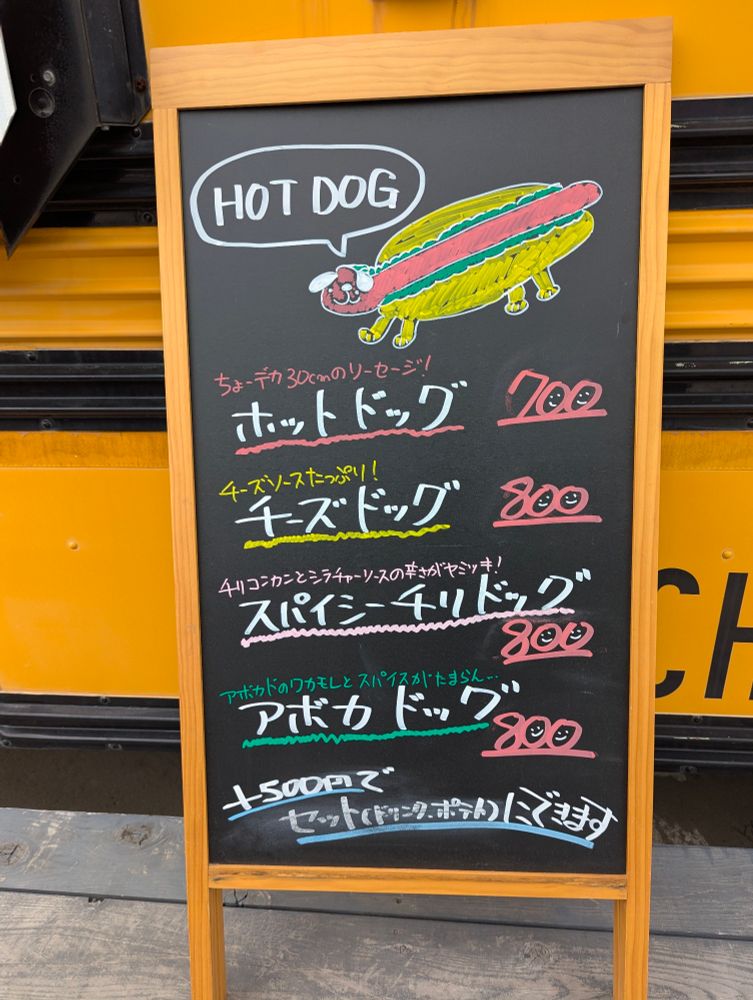 HOT DOG
ちょーデカ30cmのソーセージ!
ホットドッグ 700
チーズソースたっぷり!
チーズドッグ 800
チリコンカンとシラチャーソースの辛さがヤミツキ!
スパイシーチリドッグ
800
アボカドのワカモレとスパイスがたまらん...
アボカドッグ 800
+500円で
セット(ドリンク、ポテト)にできます
CH